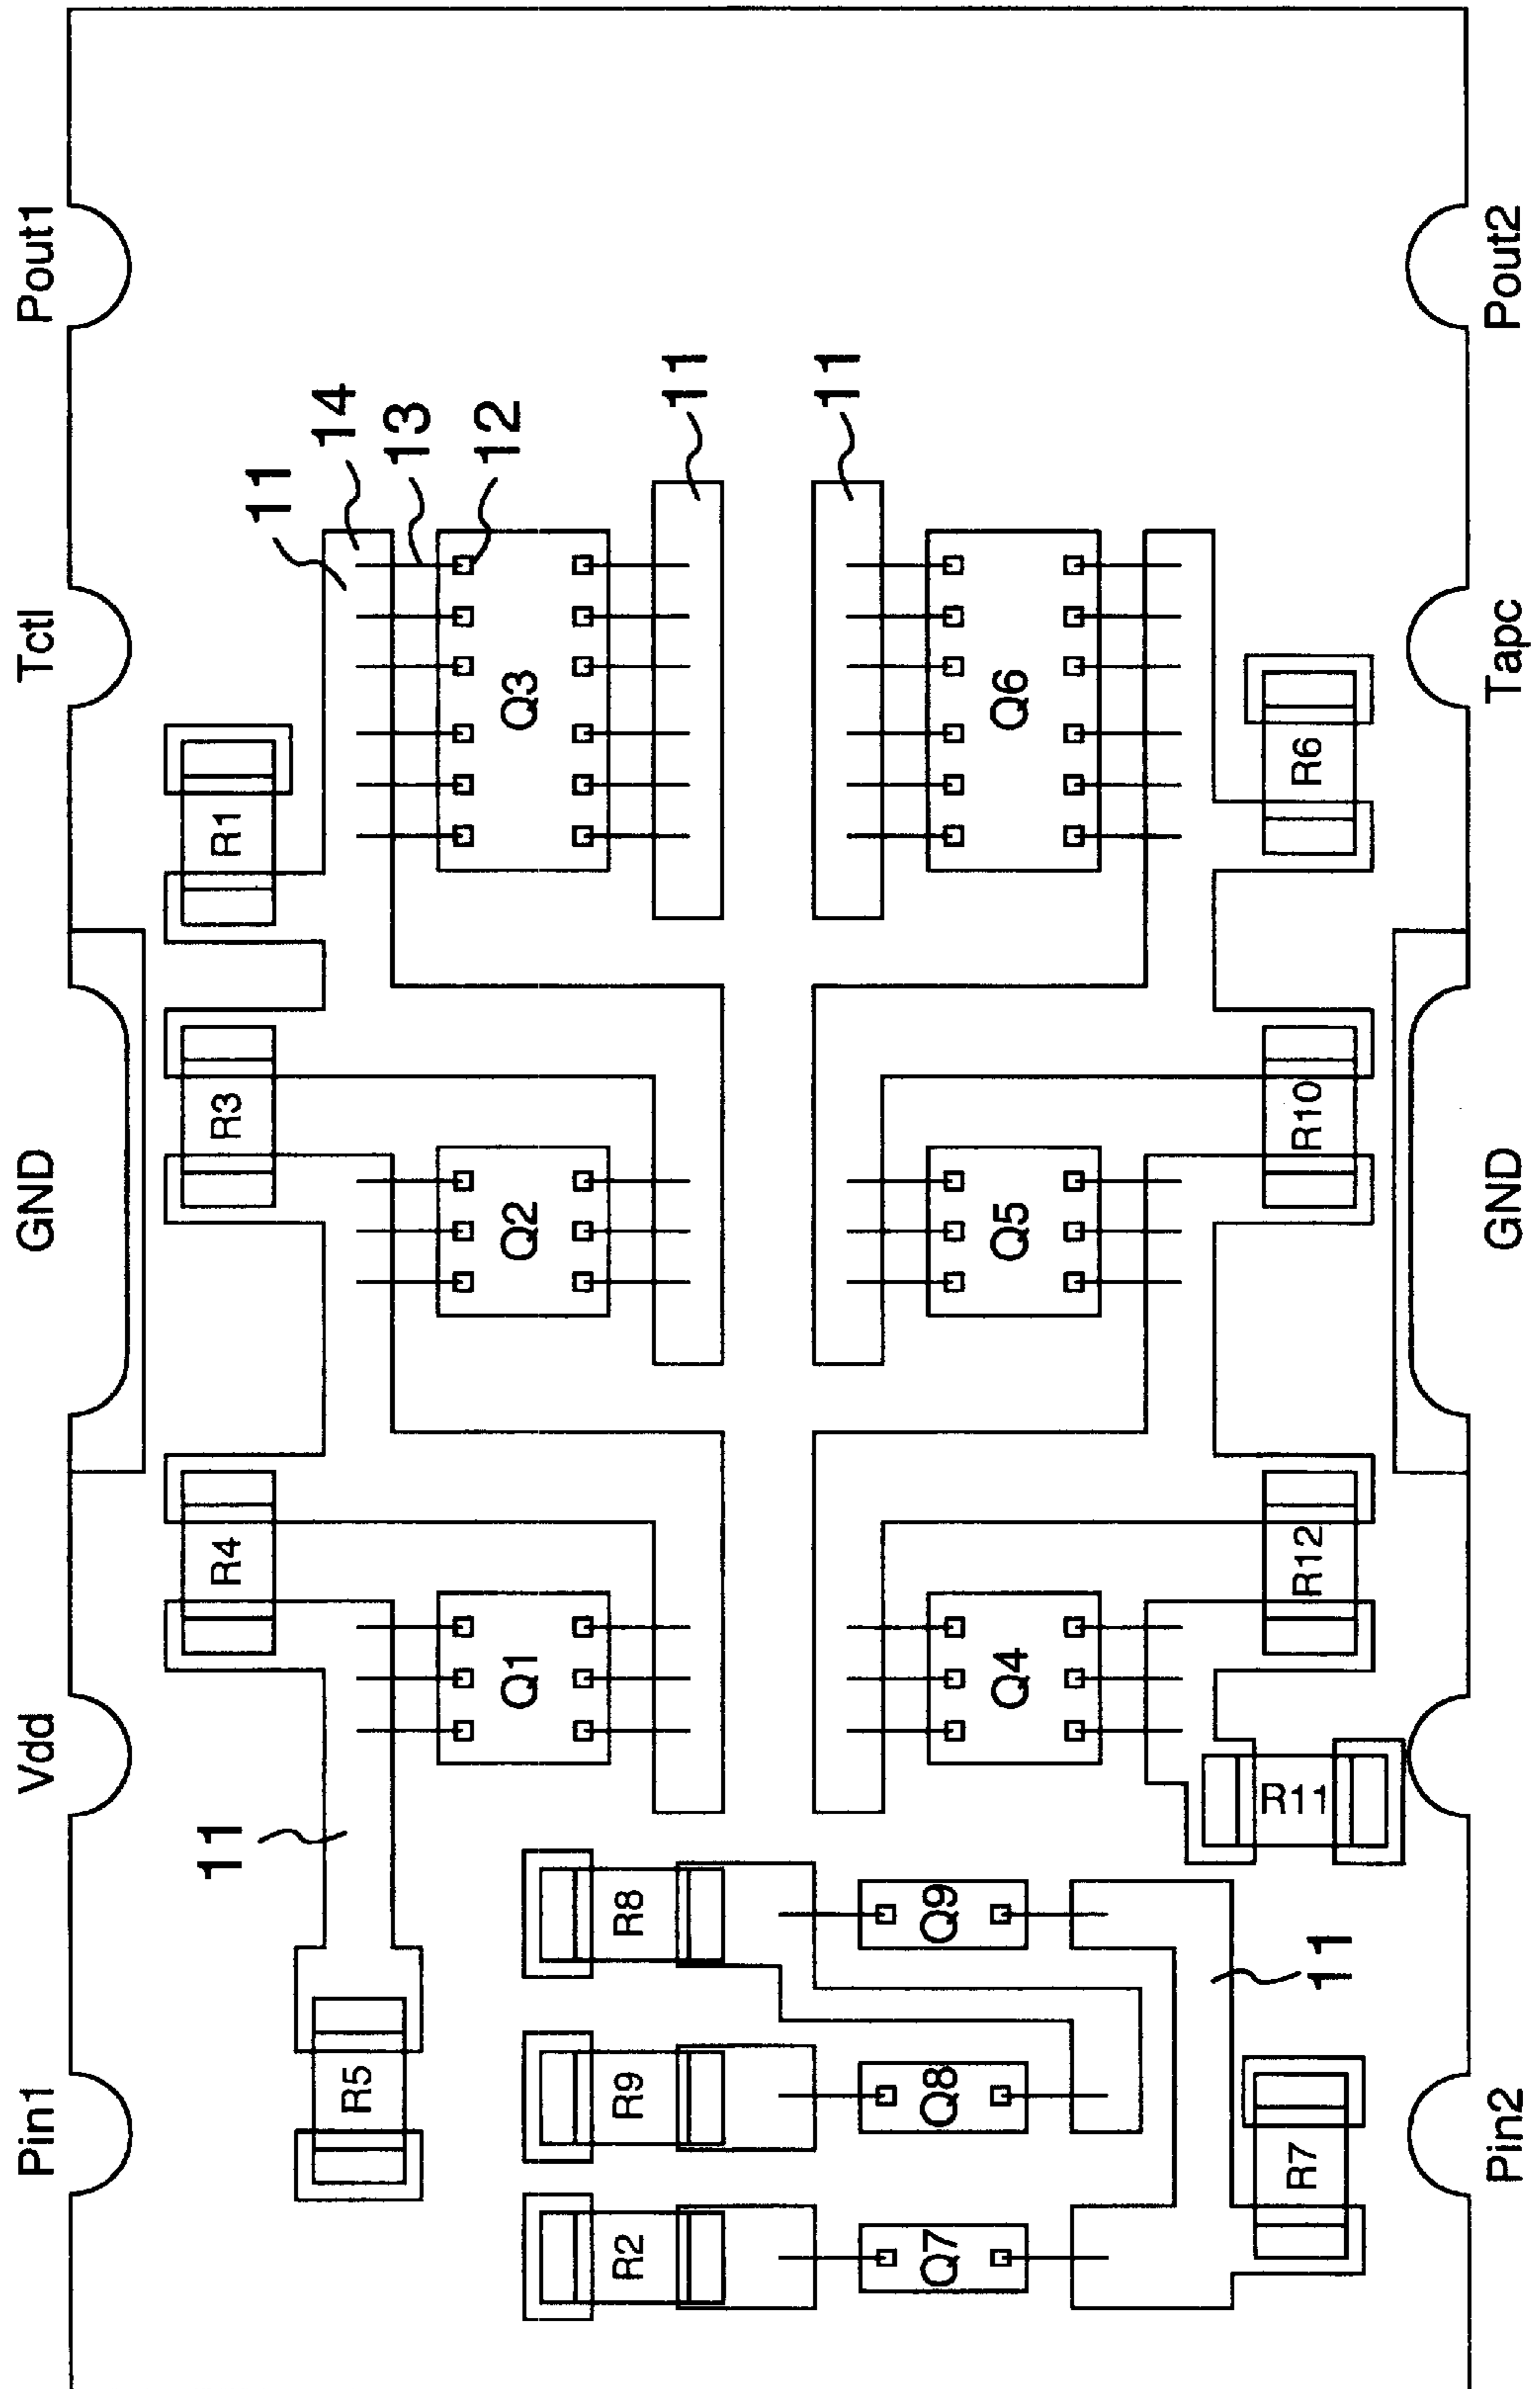 Pin1
Vdd
GND
Tctl
Pout1
R4
R3
R1
11
11
14
R5
13
Q1
Q2
Q3
12
R2
R9
R8
11
11
Q7
Q8
Q9
Q4
Q5
Q6
R7
11
R11
R12
R10
R6
Pin2
GND
Tapc
Pout2